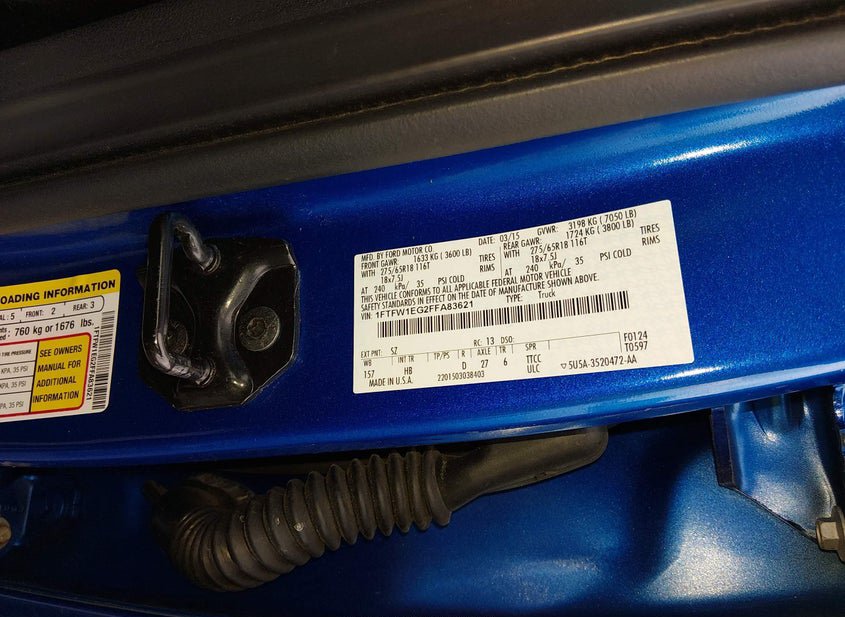 OADING INFORMATION
AL: 5 FRONT: 2 REAR: 3
760 kg or 1676 lbs.
TIRE PRESSURE
KPA, 35 PSI
KPA, 35 PSI
KPA, 35 PSI
SEE OWNERS
MANUAL FOR
ADDITIONAL
INFORMATION
1FTFW1EG2FFA83621
MFD. BY FORD MOTOR CO. DATE: 03/15 GVWR: 3198 KG ( 7050 LB)
FRONT GAWR: 1633 KG ( 3600 LB) REAR GAWR: 1724 KG ( 3800 LB)
WITH 275/65R18 116T TIRES WITH 275/65R18 116T TIRES
18x7.5J RIMS 18x7.5J RIMS
AT 240 kPa/ 35 PSI COLD AT 240 kPa/ 35 PSI COLD
THIS VEHICLE CONFORMS TO ALL APPLICABLE FEDERAL MOTOR VEHICLE
SAFETY STANDARDS IN EFFECT ON THE DATE OF MANUFACTURE SHOWN ABOVE.
VIN: 1FTFW1EG2FFA83621 TYPE: Truck
EXT PNT: SZ RC: 13 DSO: F0124
WB INT TR TP/PS R AXLE TR SPR T0597
157 HB D 27 6 TTCC
MADE IN U.S.A. 2201503038403 ULC ▽5U5A-3520472-AA